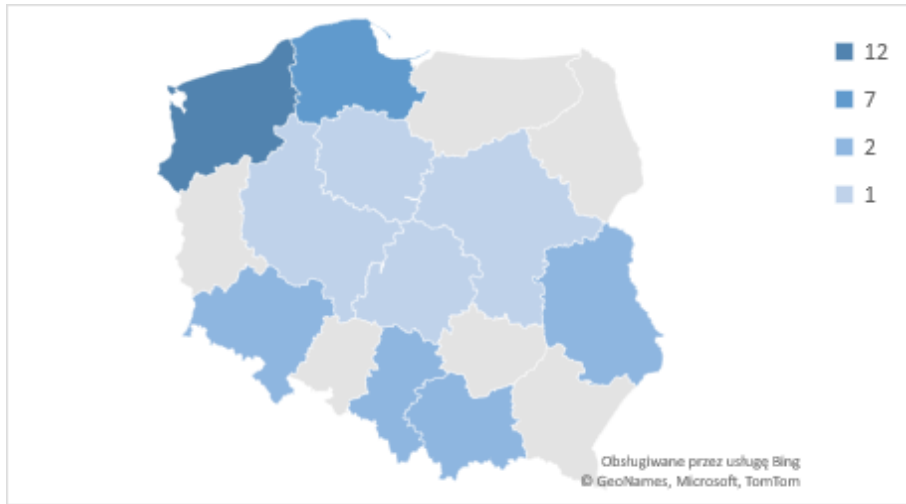 12
7
2
1
Obsługiwane przez usługę Bing
© GeoNames, Microsoft, TomTom